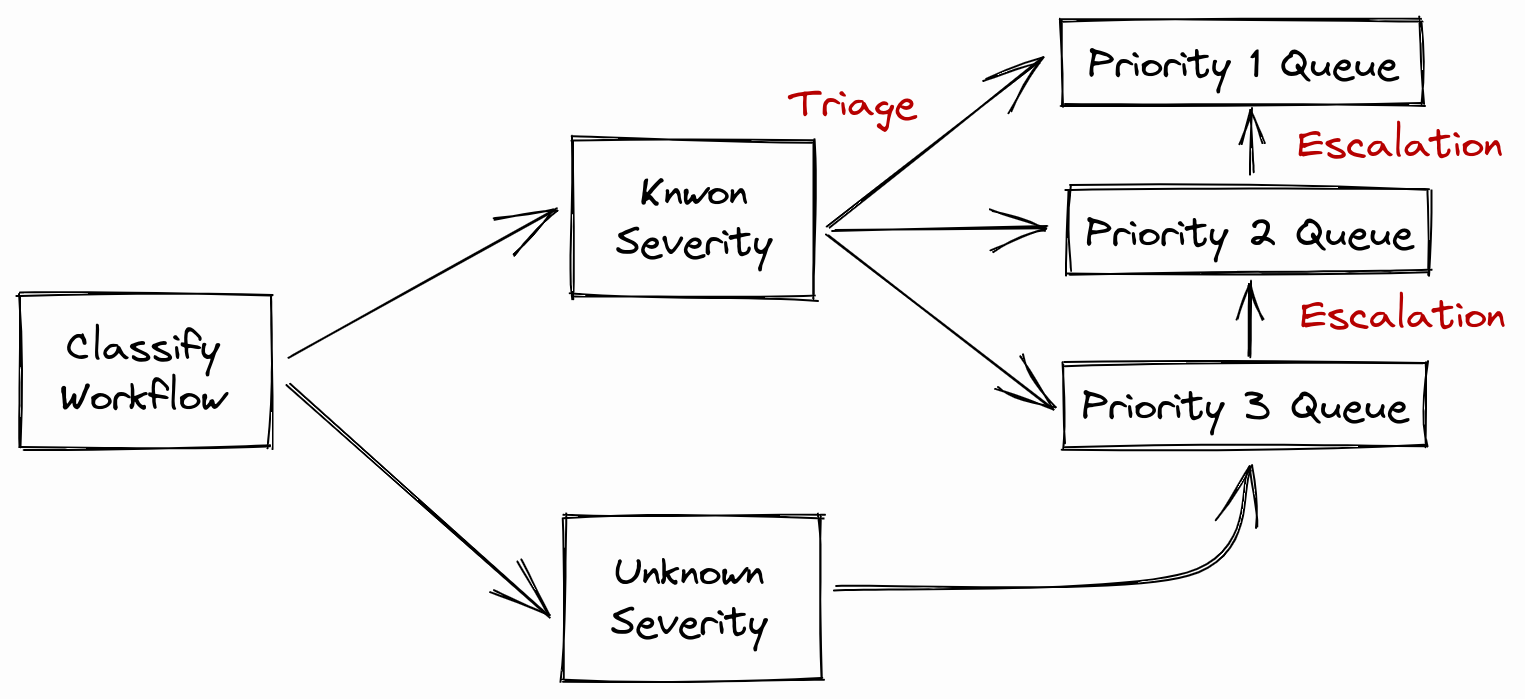 Priority 1 Queue
Triage
Escalation
Knwon
Severity
Priority 2 Queue
Escalation
Classify
Workflow
Priority 3 Queue
Unknown
Severity